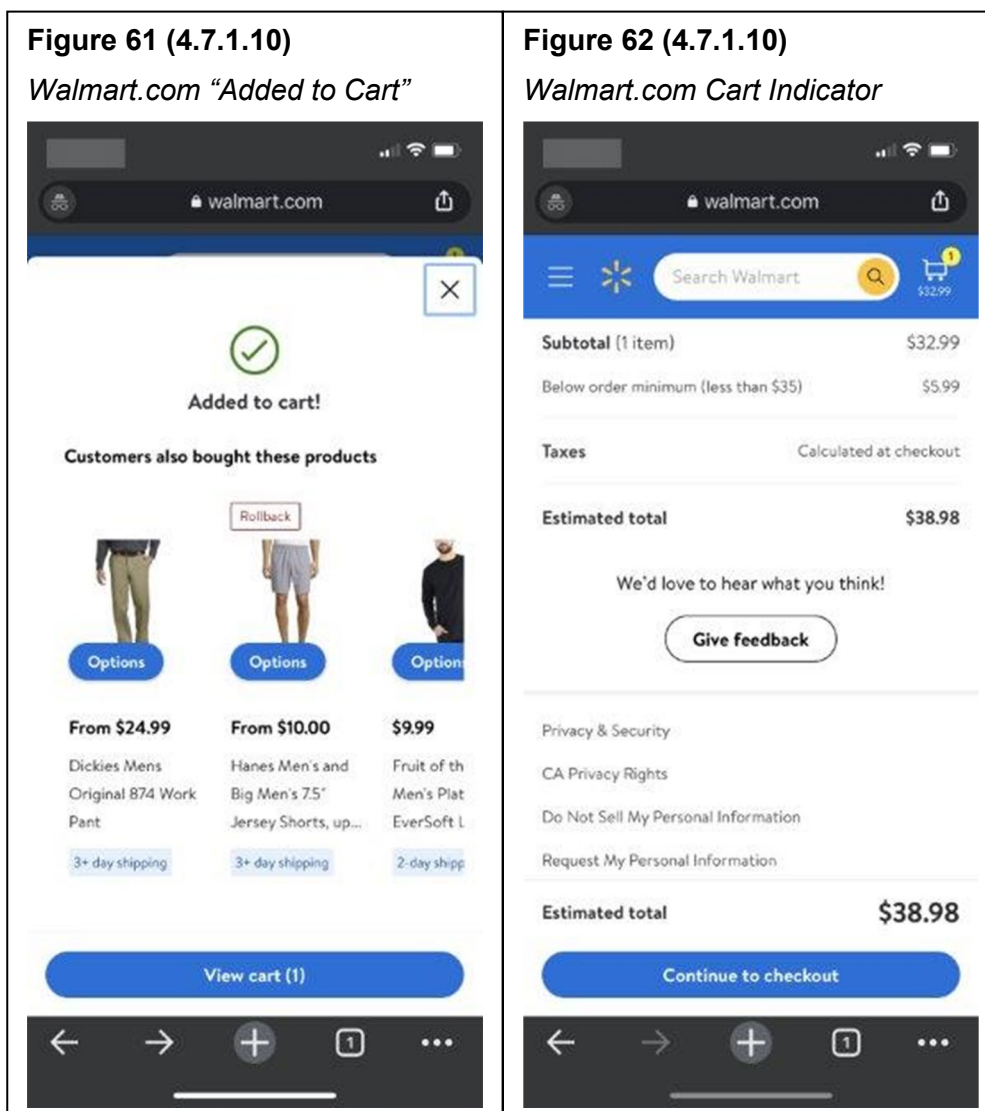 Figure 61 (4.7.1.10)
Walmart.com “Added to Cart”
walmart.com
1
Added to cart!
Customers also bought these products
Rollback
Options
Options
Option
From $24.99
From $10.00
$9.99
Dickies Mens
Original 874 Work
Pant
Hanes Men's and
Big Men's 7.5"
Jersey Shorts, up...
Fruit of th
Men's Plat
EverSoft L
3+ day shipping
3+ day shipping
2-day shipp
View cart (1)
1
Figure 62 (4.7.1.10)
Walmart.com Cart Indicator
walmart.com
Search Walmart
1
$32.99
Subtotal (1 item)
$32.99
Below order minimum (less than $35)
$5.99
Taxes
Calculated at checkout
Estimated total
$38.98
We'd love to hear what you think!
Give feedback
Privacy & Security
CA Privacy Rights
Do Not Sell My Personal Information
Request My Personal Information
Estimated total
$38.98
Continue to checkout
1